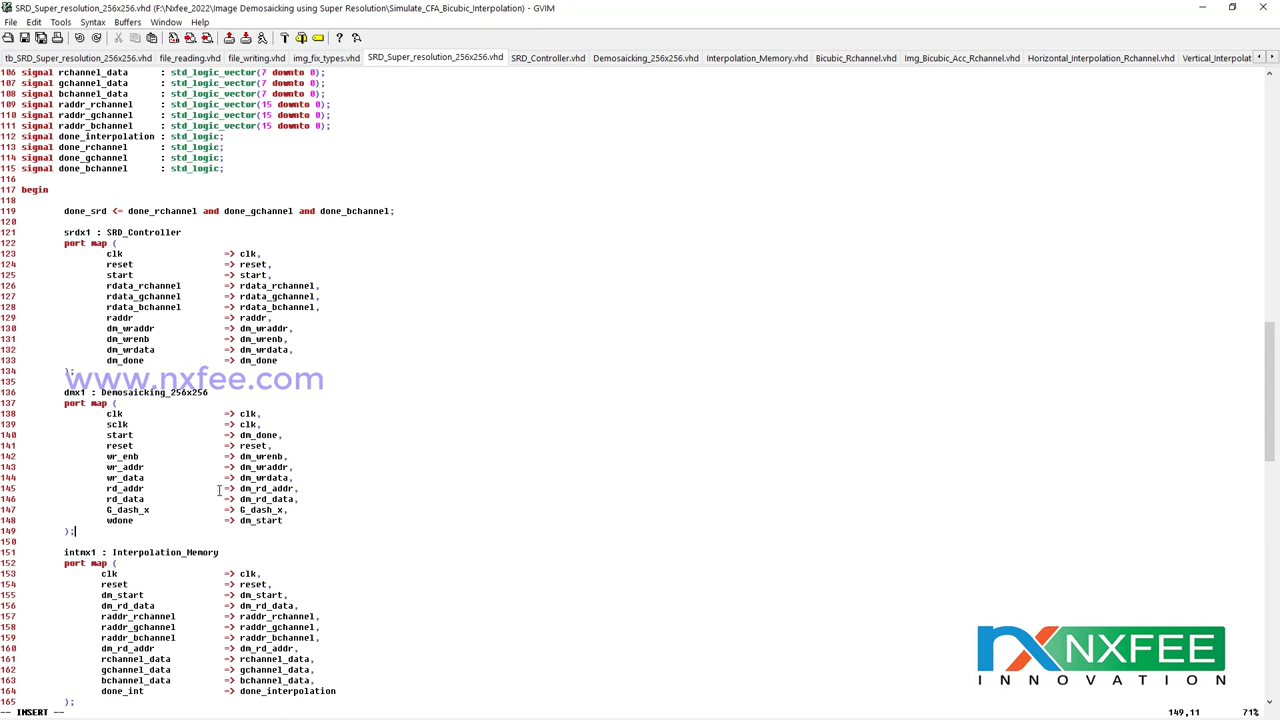 SRD_Super_resolution_256x256.vhd (F:\Nxfee_2022\Image Demosaicking using Super Resolution\Simulate_CFA_Bicubic_Interpolation) - GVIM
File Edit Tools Syntax Buffers Window Help
tb_SRD_Super_resolution_256x256.vhd file_reading.vhd file_writing.vhd img_fix_types.vhd SRD_Super_resolution_256x256.vhd SRD_Controller.vhd Demosaicking_256x256.vhd Interpolation_Memory.vhd Bicubic_Rchannel.vhd Img_Bicubic_Acc_Rchannel.vhd Horizontal_Interpolation_Rchannel.vhd Vertical_Interpolat
106 signal rchannel_data : std_logic_vector(7 downto 0);
107 signal gchannel_data : std_logic_vector(7 downto 0);
108 signal bchannel_data : std_logic_vector(7 downto 0);
109 signal raddr_rchannel : std_logic_vector(15 downto 0);
110 signal raddr_gchannel : std_logic_vector(15 downto 0);
111 signal raddr_bchannel : std_logic_vector(15 downto 0);
112 signal done_interpolation : std_logic;
113 signal done_rchannel : std_logic;
114 signal done_gchannel : std_logic;
115 signal done_bchannel : std_logic;
116
117 begin
118
119 done_srd <= done_rchannel and done_gchannel and done_bchannel;
120
121 srdx1 : SRD_Controller
122 port map (
123 clk => clk,
124 reset => reset,
125 start => start,
126 rdata_rchannel => rdata_rchannel,
127 rdata_gchannel => rdata_gchannel,
128 rdata_bchannel => rdata_bchannel,
129 raddr => raddr,
130 dm_wraddr => dm_wraddr,
131 dm_wrenb => dm_wrenb,
132 dm_wrdata => dm_wrdata,
133 dm_done => dm_done
134 );
www.nxfee.com
135
136 dmx1 : Demosaicking_256x256
137 port map (
138 clk => clk,
139 sclk => clk,
140 start => dm_done,
141 reset => reset,
142 wr_enb => dm_wrenb,
143 wr_addr => dm_wraddr,
144 wr_data => dm_wrdata,
145 rd_addr => dm_rd_addr,
146 rd_data => dm_rd_data,
147 G_dash_x => G_dash_x,
148 wdone => dm_start
149 );
150
151 intmx1 : Interpolation_Memory
152 port map (
153 clk => clk,
154 reset => reset,
155 dm_start => dm_start,
156 dm_rd_data => dm_rd_data,
157 raddr_rchannel => raddr_rchannel,
158 raddr_gchannel => raddr_gchannel,
159 raddr_bchannel => raddr_bchannel,
160 dm_rd_addr => dm_rd_addr,
161 rchannel_data => rchannel_data,
162 gchannel_data => gchannel_data,
163 bchannel_data => bchannel_data,
164 done_int => done_interpolation
165 );
NXFEE
INNOVATION
-- INSERT -- 149,11 71%